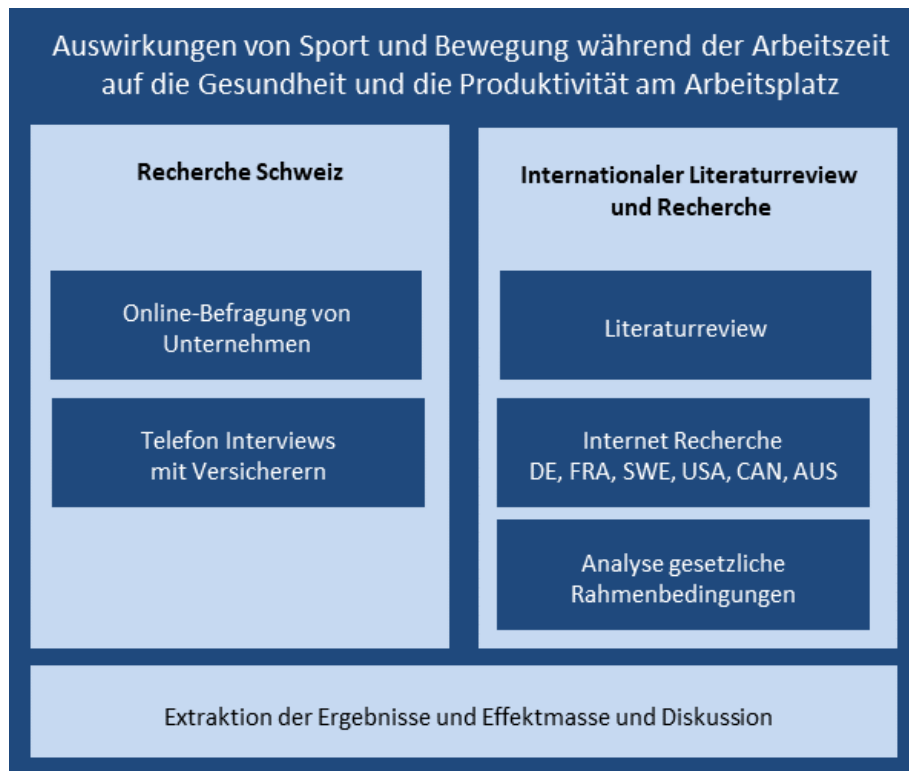 Auswirkungen von Sport und Bewegung während der Arbeitszeit
auf die Gesundheit und die Produktivität am Arbeitsplatz
Recherche Schweiz
Online-Befragung von
Unternehmen
Telefon Interviews
mit Versicherern
Internationaler Literaturreview
und Recherche
Literaturreview
Internet Recherche
DE, FRA, SWE, USA, CAN, AUS
Analyse gesetzliche
Rahmenbedingungen
Extraktion der Ergebnisse und Effektmasse und Diskussion